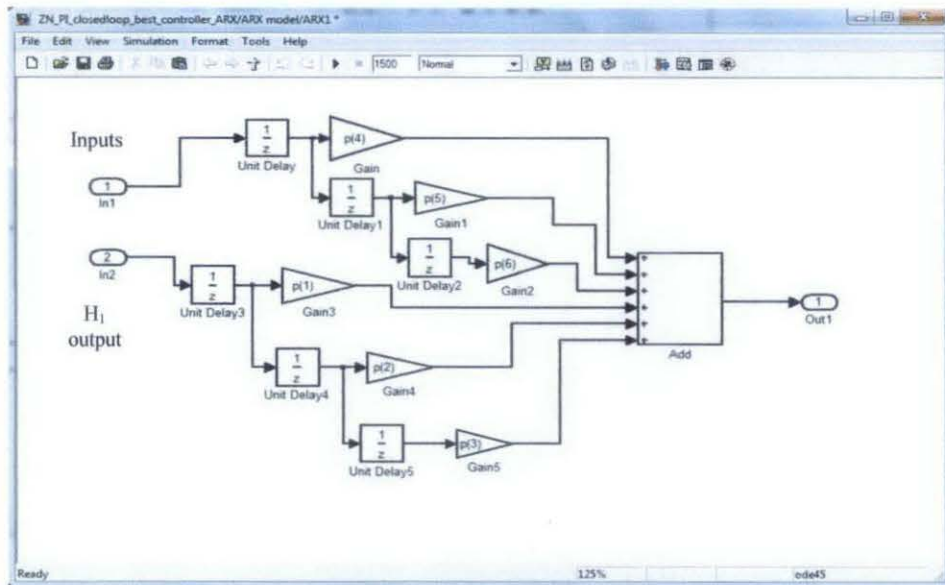 ZN_PI_closedloop_best_controller_ARX/ARX model/ARX1 *
File Edit View Simulation Format Tools Help
1500 Normal
Inputs
1
In1
1
z
Unit Delay
p(4)
Gain
1
z
Unit Delay1
p(5)
Gain1
1
z
Unit Delay2
p(6)
Gain2
2
In2
1
z
Unit Delay3
p(1)
Gain3
H1
output
1
z
Unit Delay4
p(2)
Gain4
1
z
Unit Delay5
p(3)
Gain5
+
+
+
+
+
+
Add
1
Out1
Ready 125% ode45